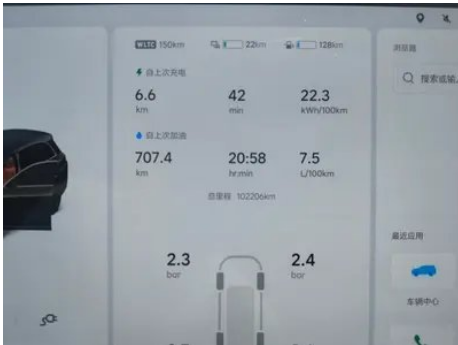 WLTC 150km 22km 128km
自上次充电
6.6 42 22.3
km min kWh/100km
自上次加油
707.4 20:58 7.5
km hr:min L/100km
总里程 102206km
2.3 2.4
bar bar
浏览器
搜索或输
最近应用
车辆中心